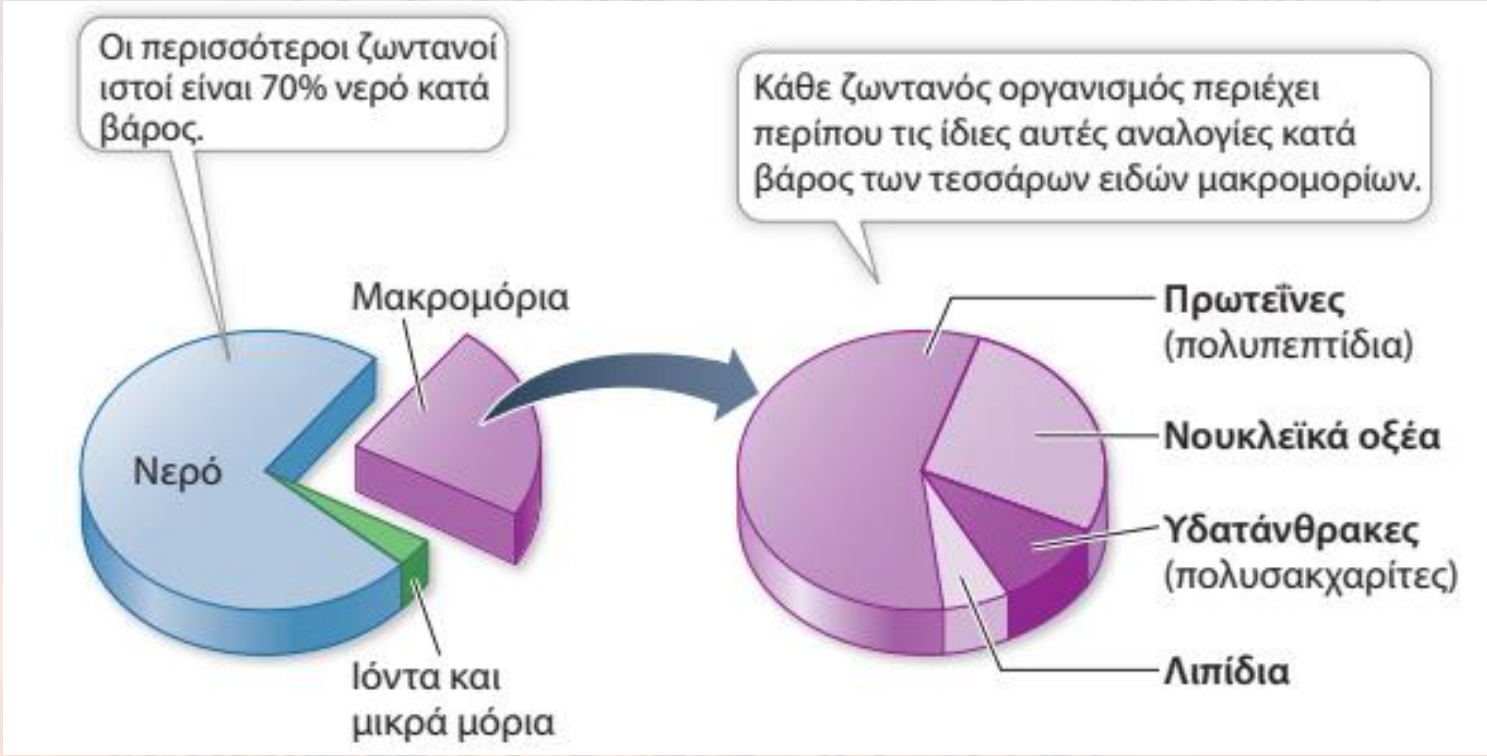 Οι περισσότεροι ζωντανοί
ιστοί είναι 70% νερό κατά
βάρος.
Κάθε ζωντανός οργανισμός περιέχει
περίπου τις ίδιες αυτές αναλογίες κατά
βάρος των τεσσάρων ειδών μακρομορίων.
Μακρομόρια
Νερό
Ιόντα και
μικρά μόρια
Πρωτεΐνες
(πολυπεπτίδια)
Νουκλεϊκά οξέα
Υδατάνθρακες
(πολυσακχαρίτες)
Λιπίδια